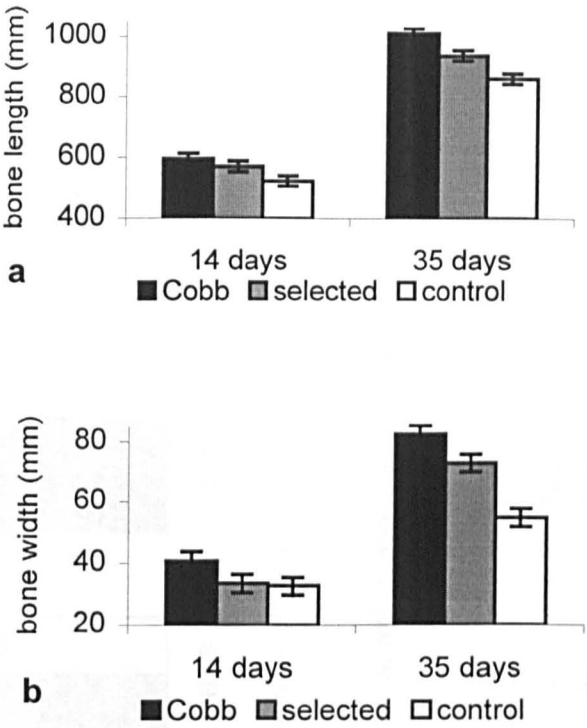 bone length (mm)
1000
800
600
400
14 days 35 days
a
Cobb selected control
bone width (mm)
80
60
40
20
14 days 35 days
b
Cobb selected control